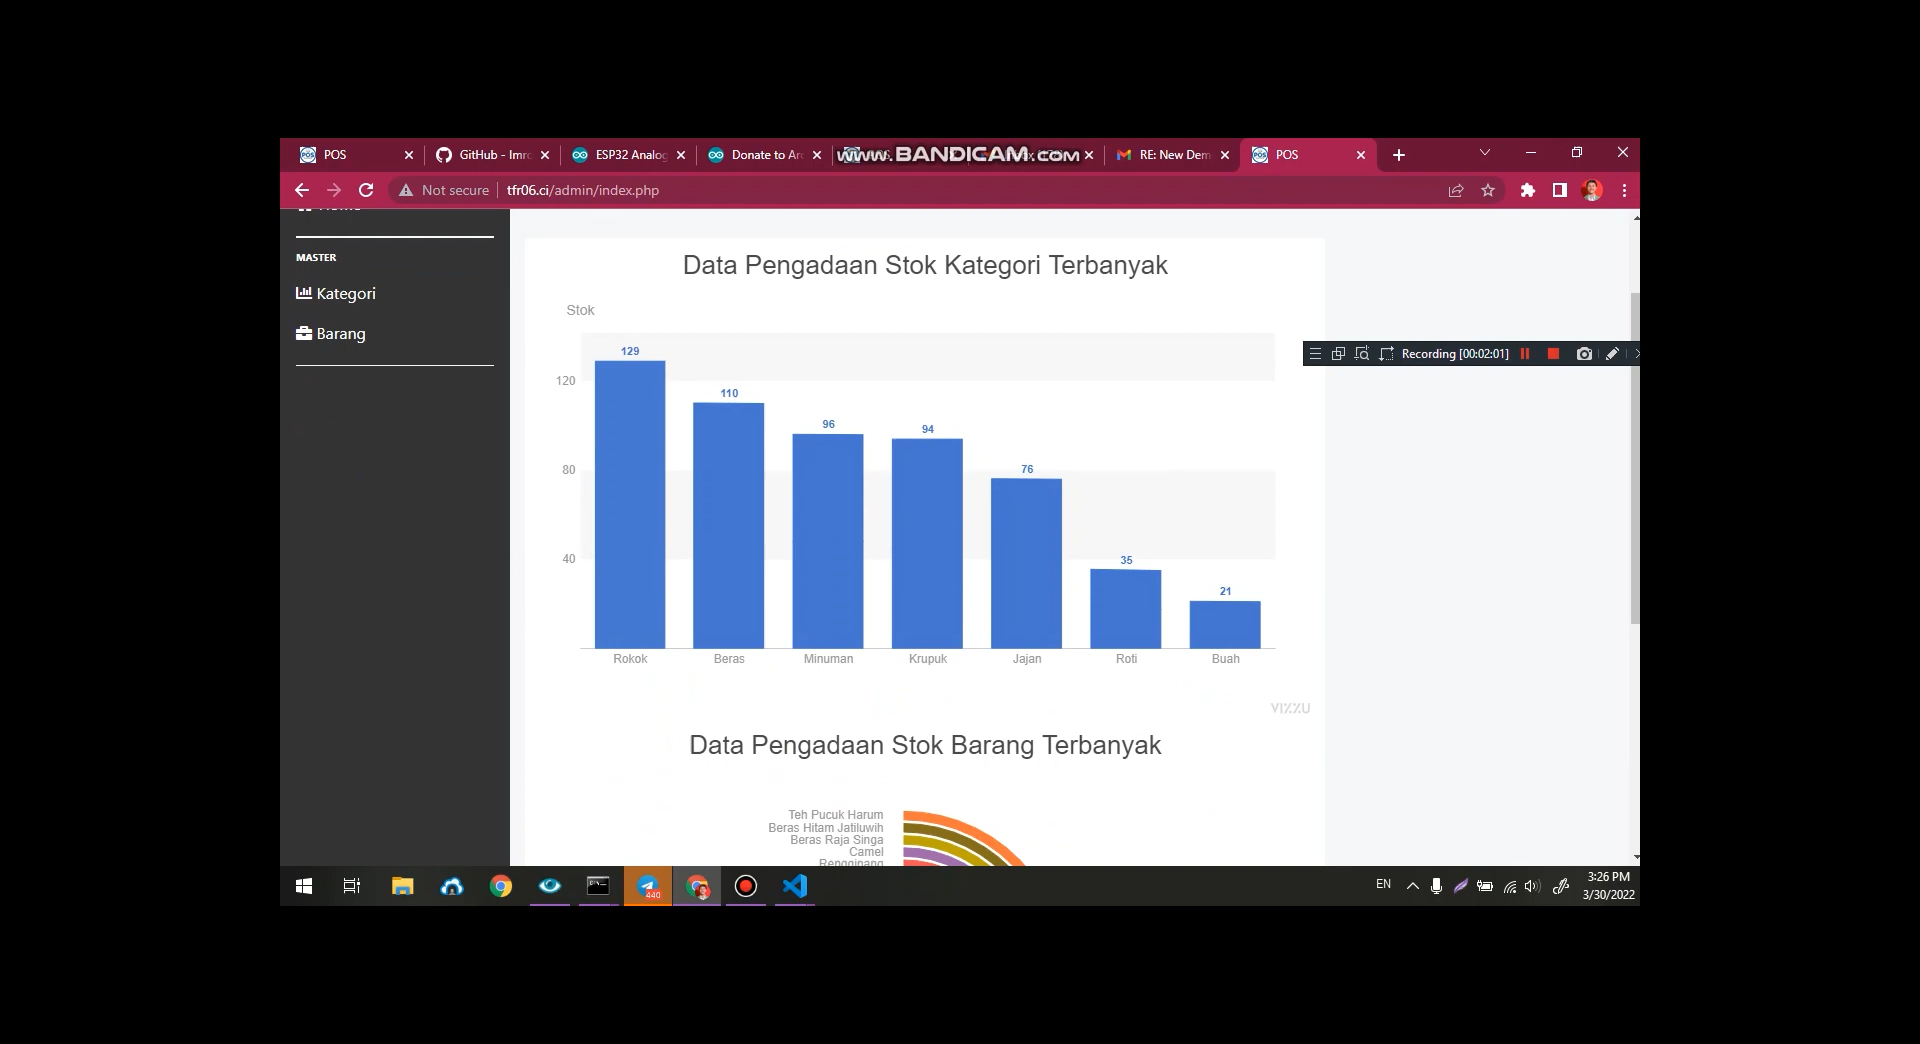 POS
GitHub - Imro
ESP32 Analog
Donate to Ar
www.BANDICAM.com
RE: New Dem
POS
Not secure
tfr06.ci/admin/index.php
MASTER
Kategori
Barang
Data Pengadaan Stok Kategori Terbanyak
Stok
129
110
96
94
76
35
21
120
80
40
Rokok
Beras
Minuman
Krupuk
Jajan
Roti
Buah
VIZZU
Recording [00:02:01]
Data Pengadaan Stok Barang Terbanyak
Teh Pucuk Harum
Beras Hitam Jatiluwih
Beras Raja Singa
Camel
Rengginang
440
EN
3:26 PM
3/30/2022